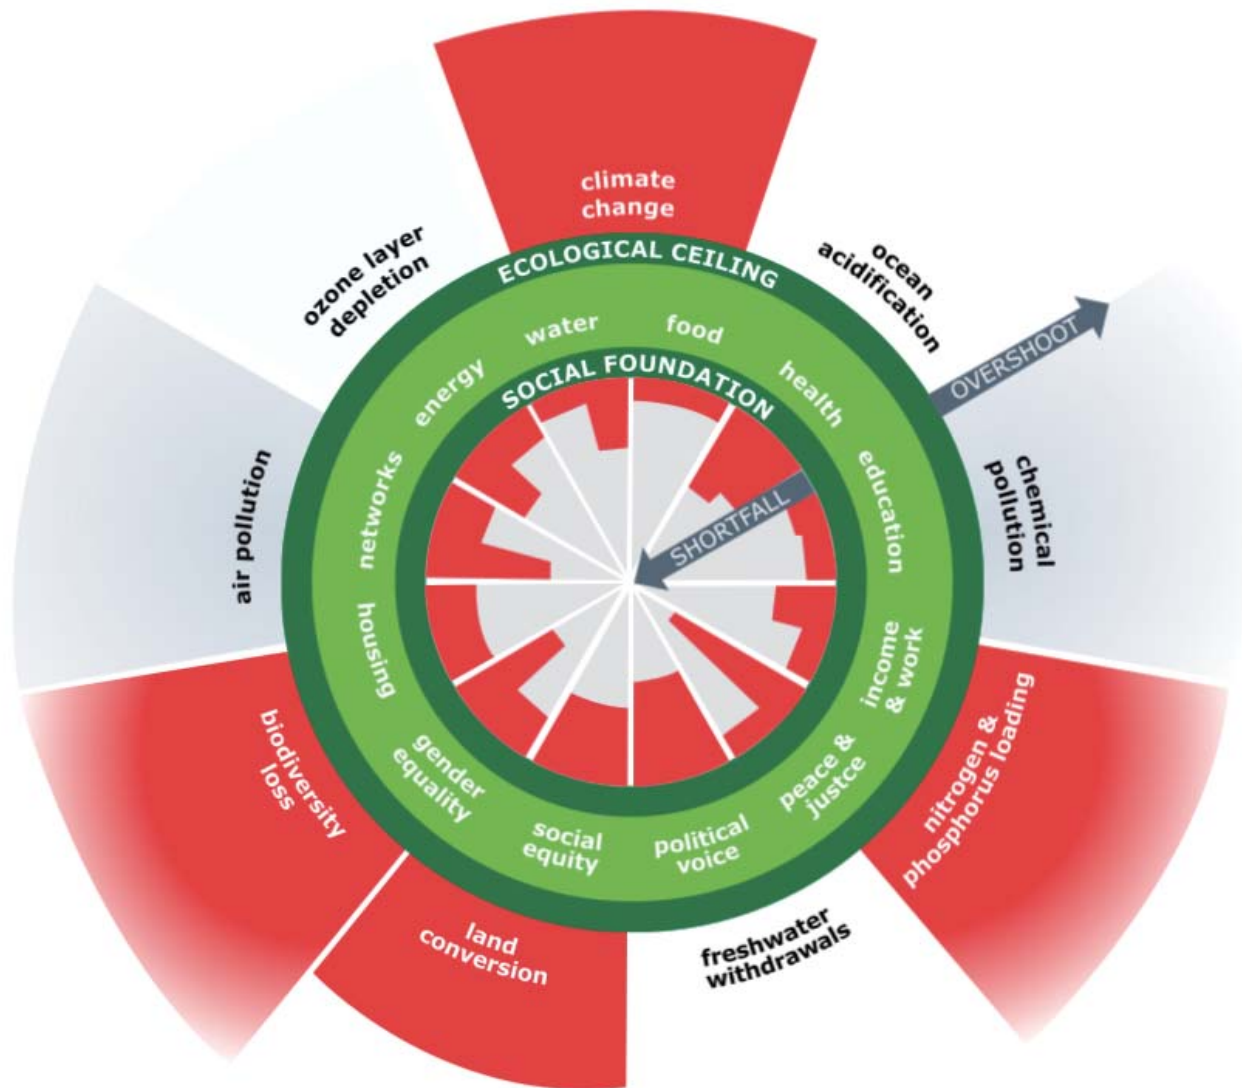 climate
change
ozone layer
depletion
ocean
acidification
ECOLOGICAL CEILING
OVERSHOOT
water
food
energy
health
SOCIAL FOUNDATION
networks
education
air pollution
chemical
pollution
SHORTFALL
housing
income
& work
biodiversity
loss
gender
equality
social
equity
political
voice
peace &
justce
nitrogen &
phosphorus loading
land
conversion
freshwater
withdrawals